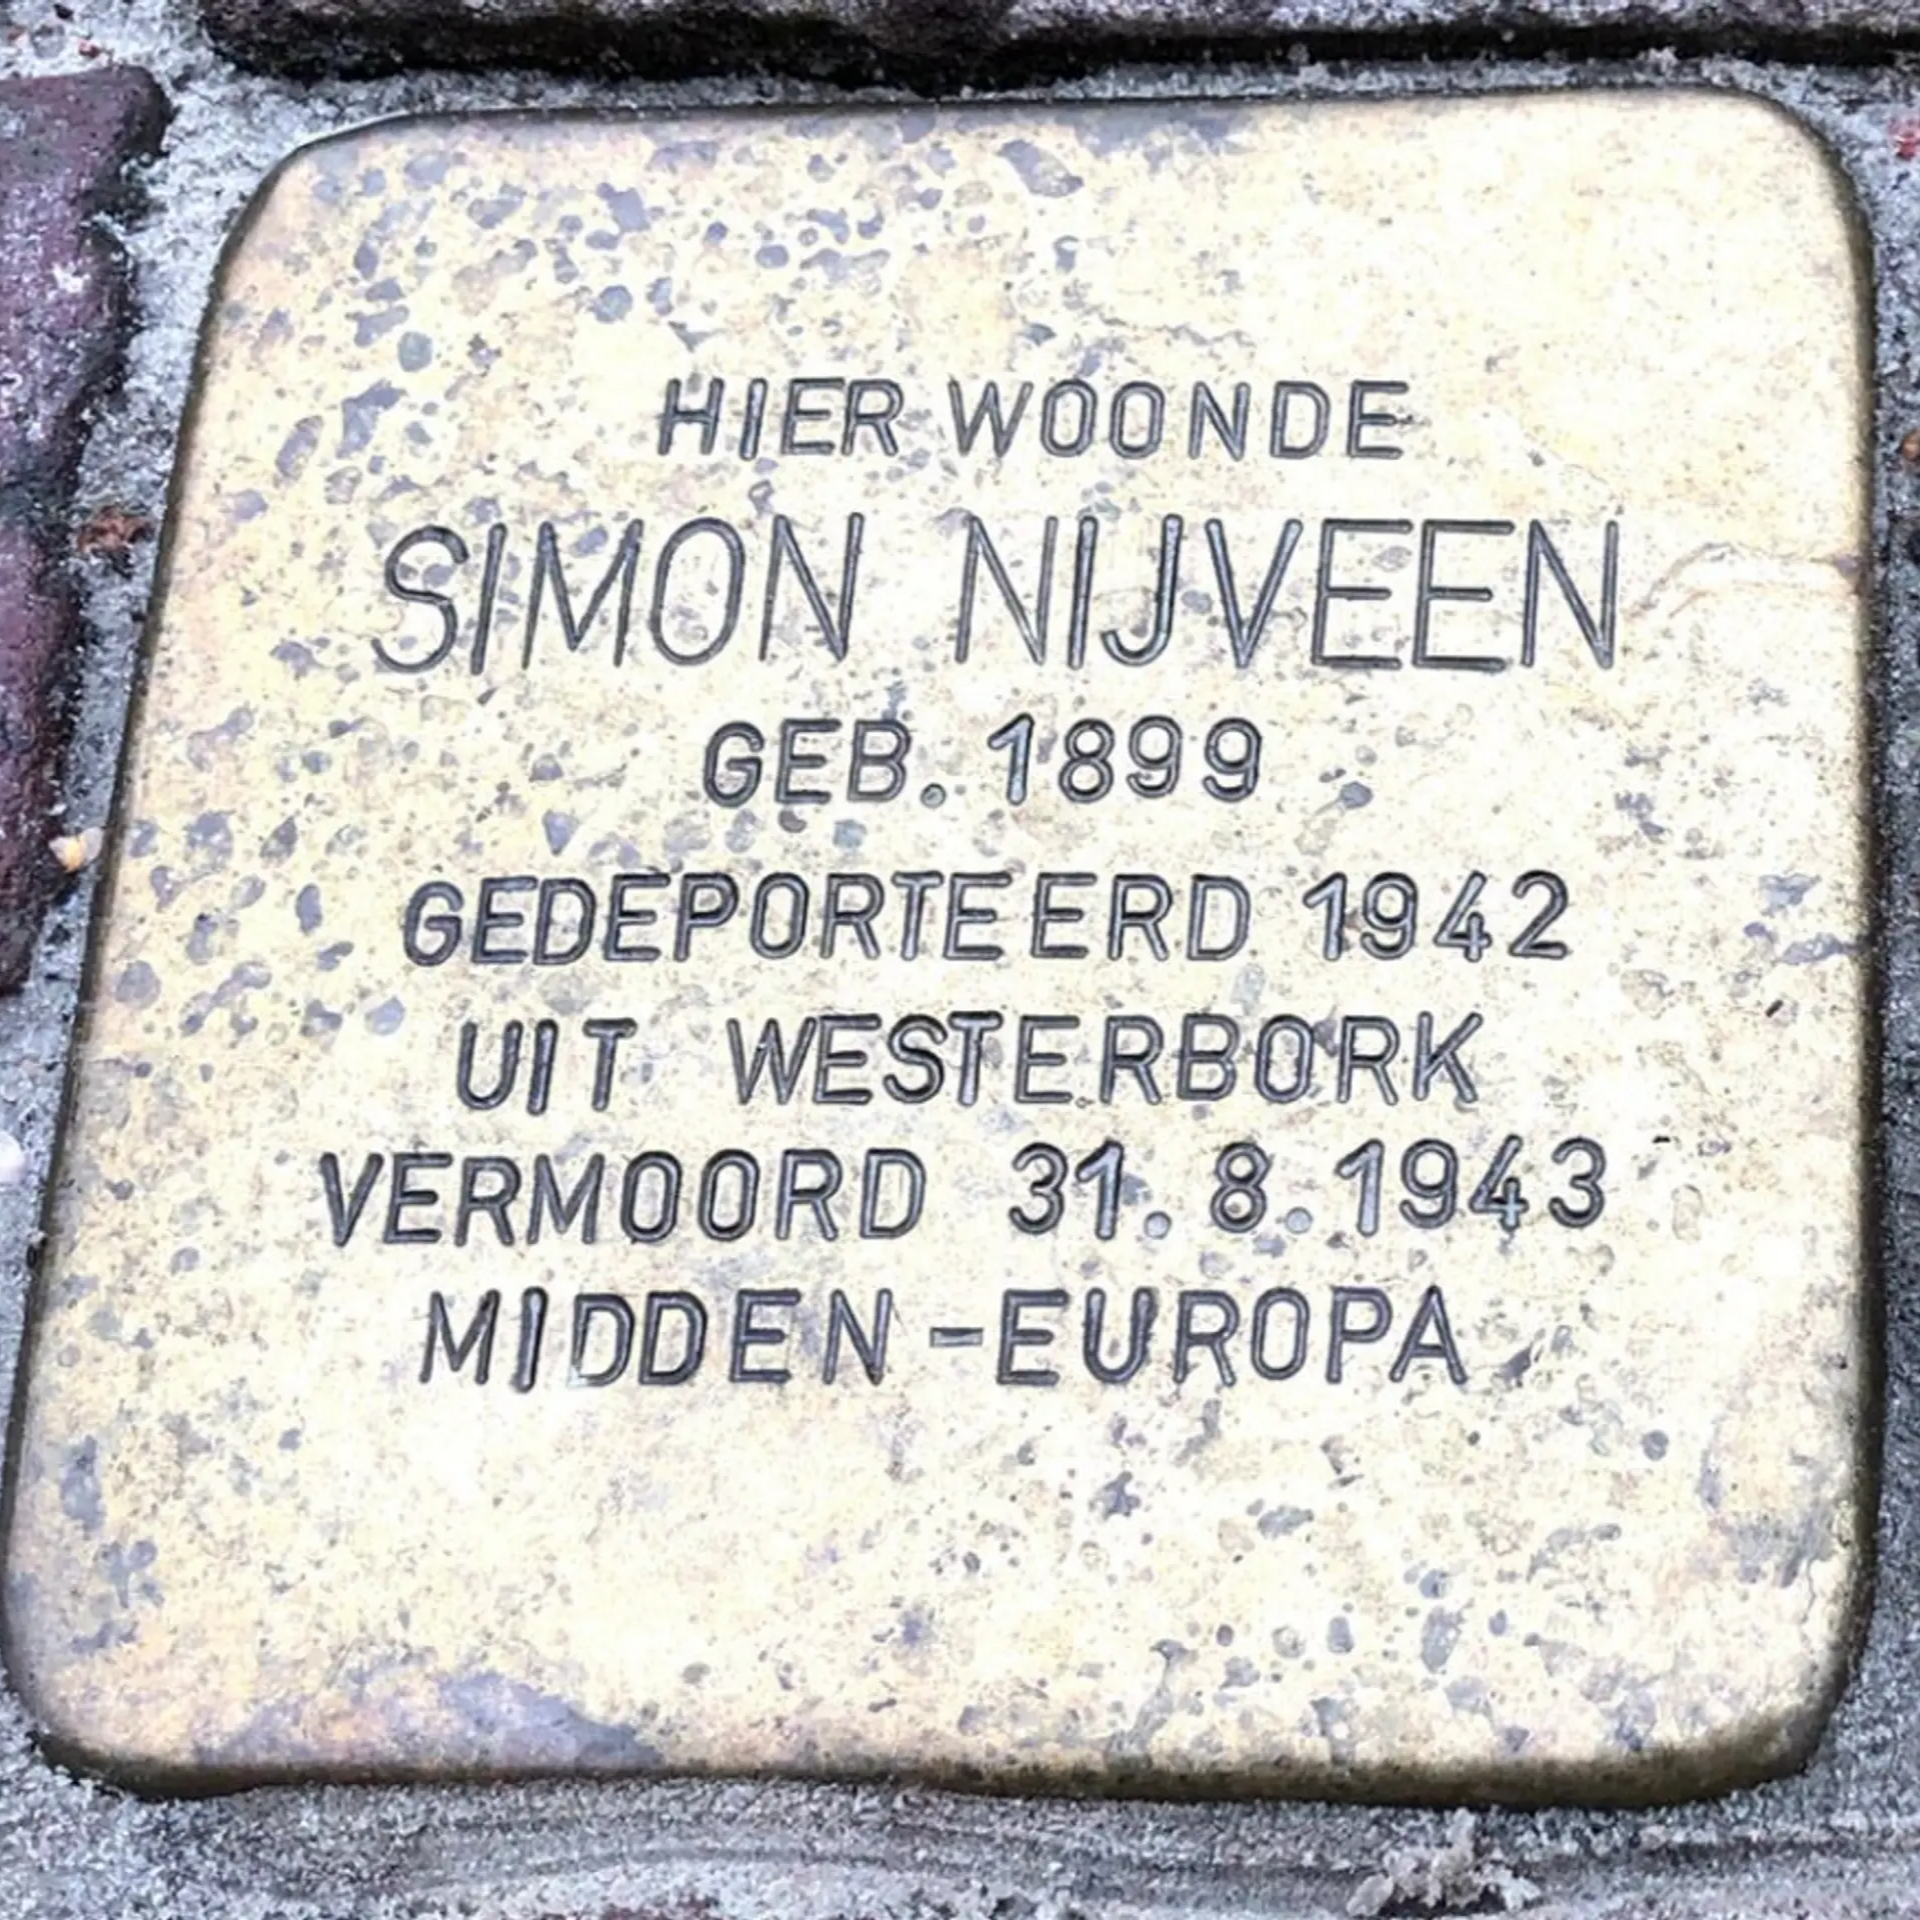 HIER WOONDE
SIMON NIJVEEN
GEB. 1899
GEDEPORTEERD 1942
UIT WESTERBORK
VERMOORD 31.8.1943
MIDDEN-EUROPA